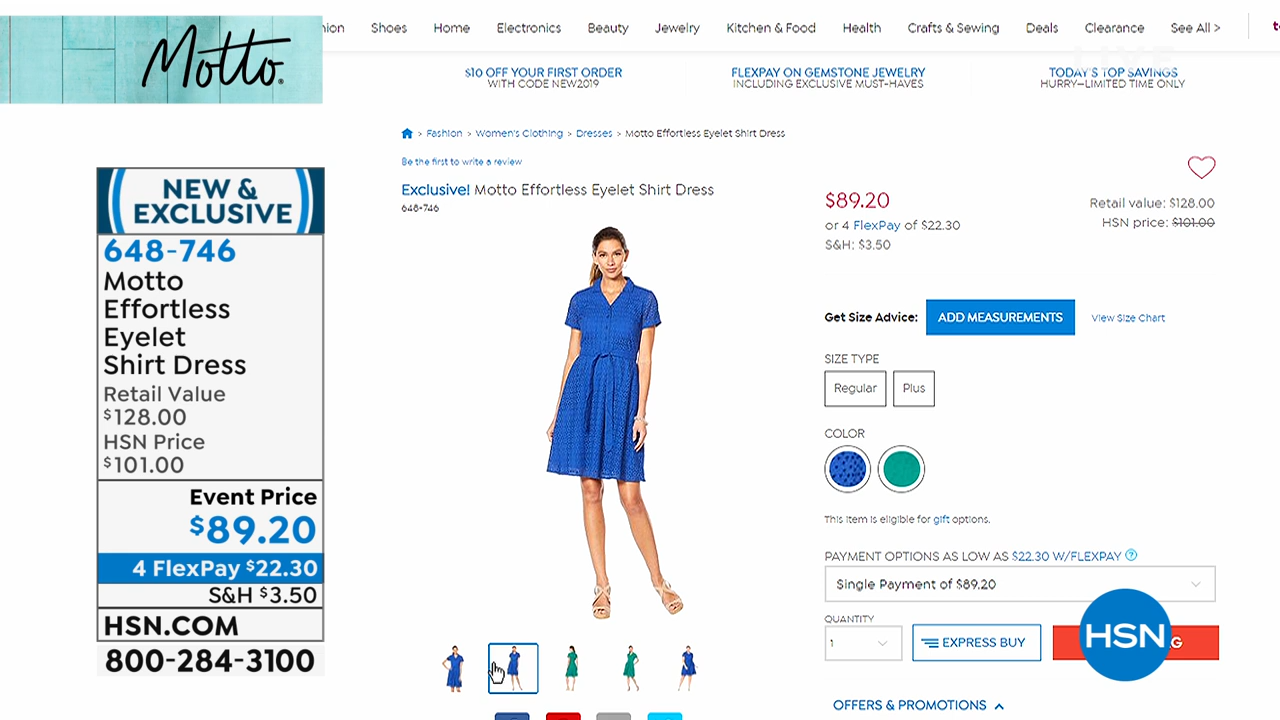 Motto
ion
Shoes
Home
Electronics
Beauty
Jewelry
Kitchen & Food
Health
Crafts & Sewing
Deals
Clearance
See All >
LIVE
$10 OFF YOUR FIRST ORDER
WITH CODE NEW2019
FLEXPAY ON GEMSTONE JEWELRY
INCLUDING EXCLUSIVE MUST-HAVES
TODAY'S TOP SAVINGS
HURRY—LIMITED TIME ONLY
> Fashion > Women's Clothing > Dresses > Motto Effortless Eyelet Shirt Dress
Be the first to write a review
Exclusive! Motto Effortless Eyelet Shirt Dress
648-746
NEW &
EXCLUSIVE
648-746
Motto
Effortless
Eyelet
Shirt Dress
Retail Value
$128.00
HSN Price
$101.00
Event Price
$89.20
4 FlexPay $22.30
S&H $3.50
HSN.COM
800-284-3100
$89.20
or 4 FlexPay of $22.30
S&H: $3.50
Retail value: $128.00
HSN price: $101.00
Get Size Advice:
ADD MEASUREMENTS
View Size Chart
SIZE TYPE
Regular
Plus
COLOR
This item is eligible for gift options.
PAYMENT OPTIONS AS LOW AS $22.30 W/FLEXPAY ?
Single Payment of $89.20
QUANTITY
1
EXPRESS BUY
G
HSN
OFFERS & PROMOTIONS